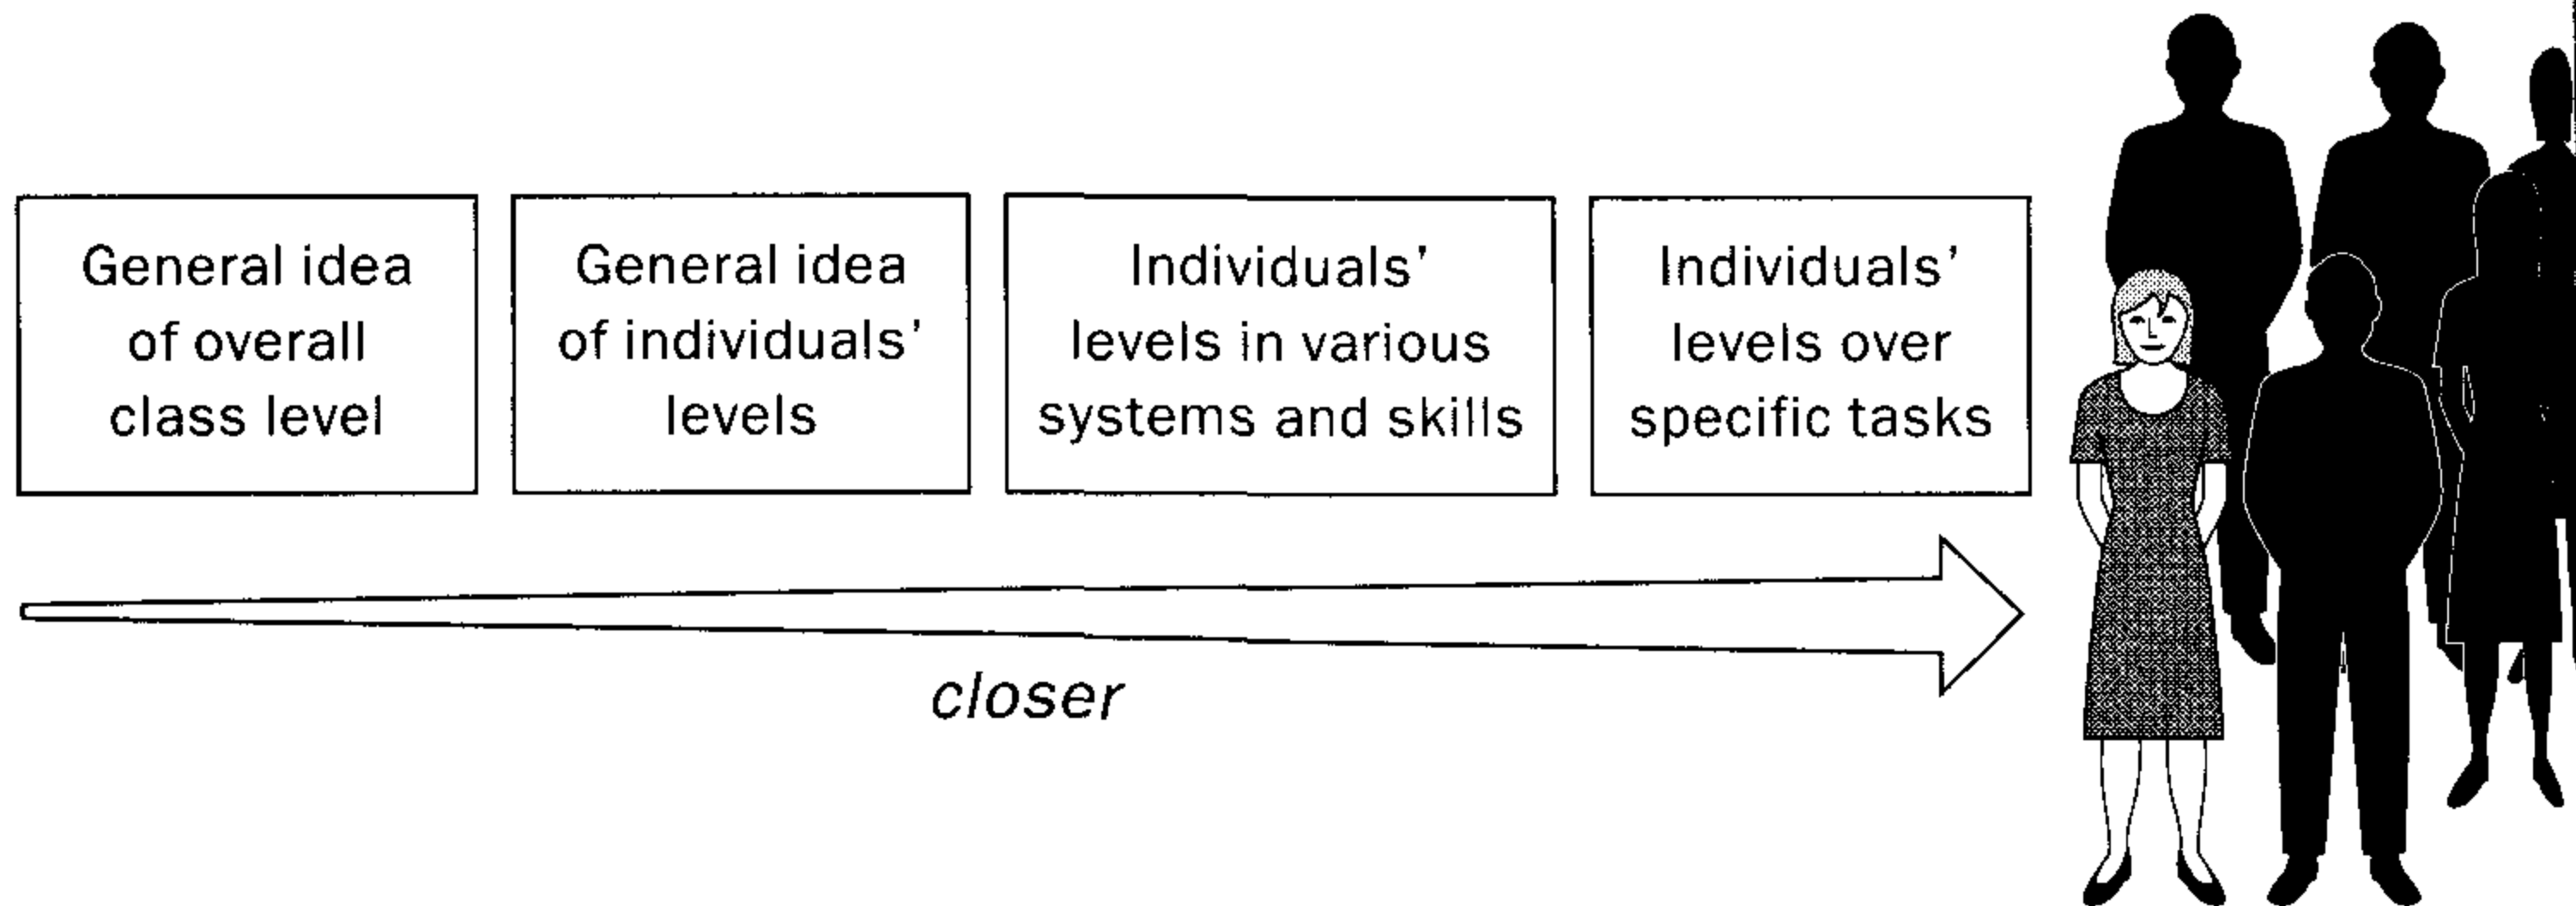 General idea
of overall
class level
General idea
of individuals'
levels
Individuals'
levels in various
systems and skills
Individuals'
levels over
specific tasks
closer